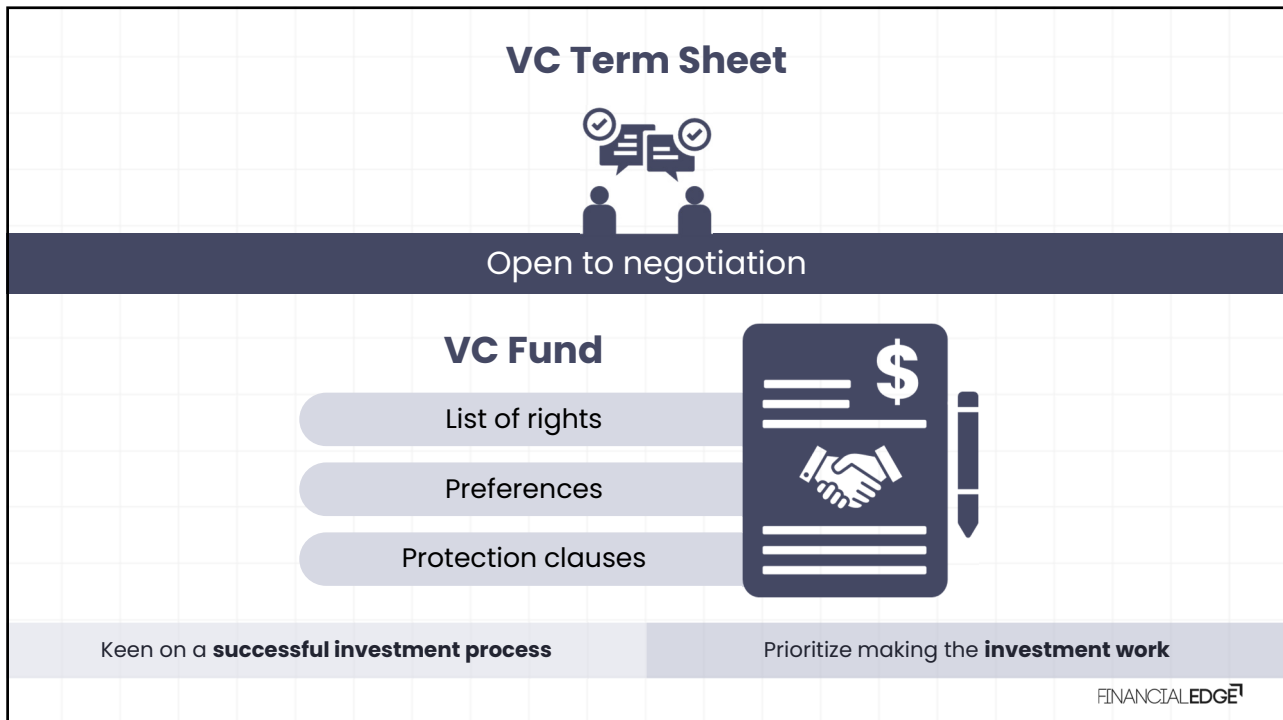 VC Term Sheet
Open to negotiation
VC Fund
$
List of rights
Preferences
Protection clauses
Keen on a successful investment process
Prioritize making the investment work
FINANCIALEDGE